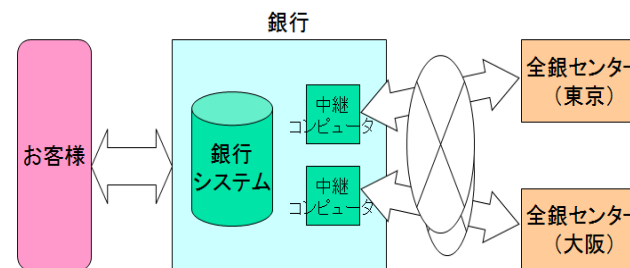 銀行
お客様
銀行
システム
中継
コンピュータ
中継
コンピュータ
全銀センター
（東京）
全銀センター
（大阪）